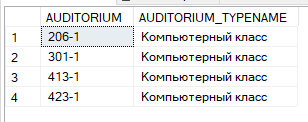 AUDITORIUM AUDITORIUM_TYPENAME
1 206-1 Компьютерный класс
2 301-1 Компьютерный класс
3 413-1 Компьютерный класс
4 423-1 Компьютерный класс